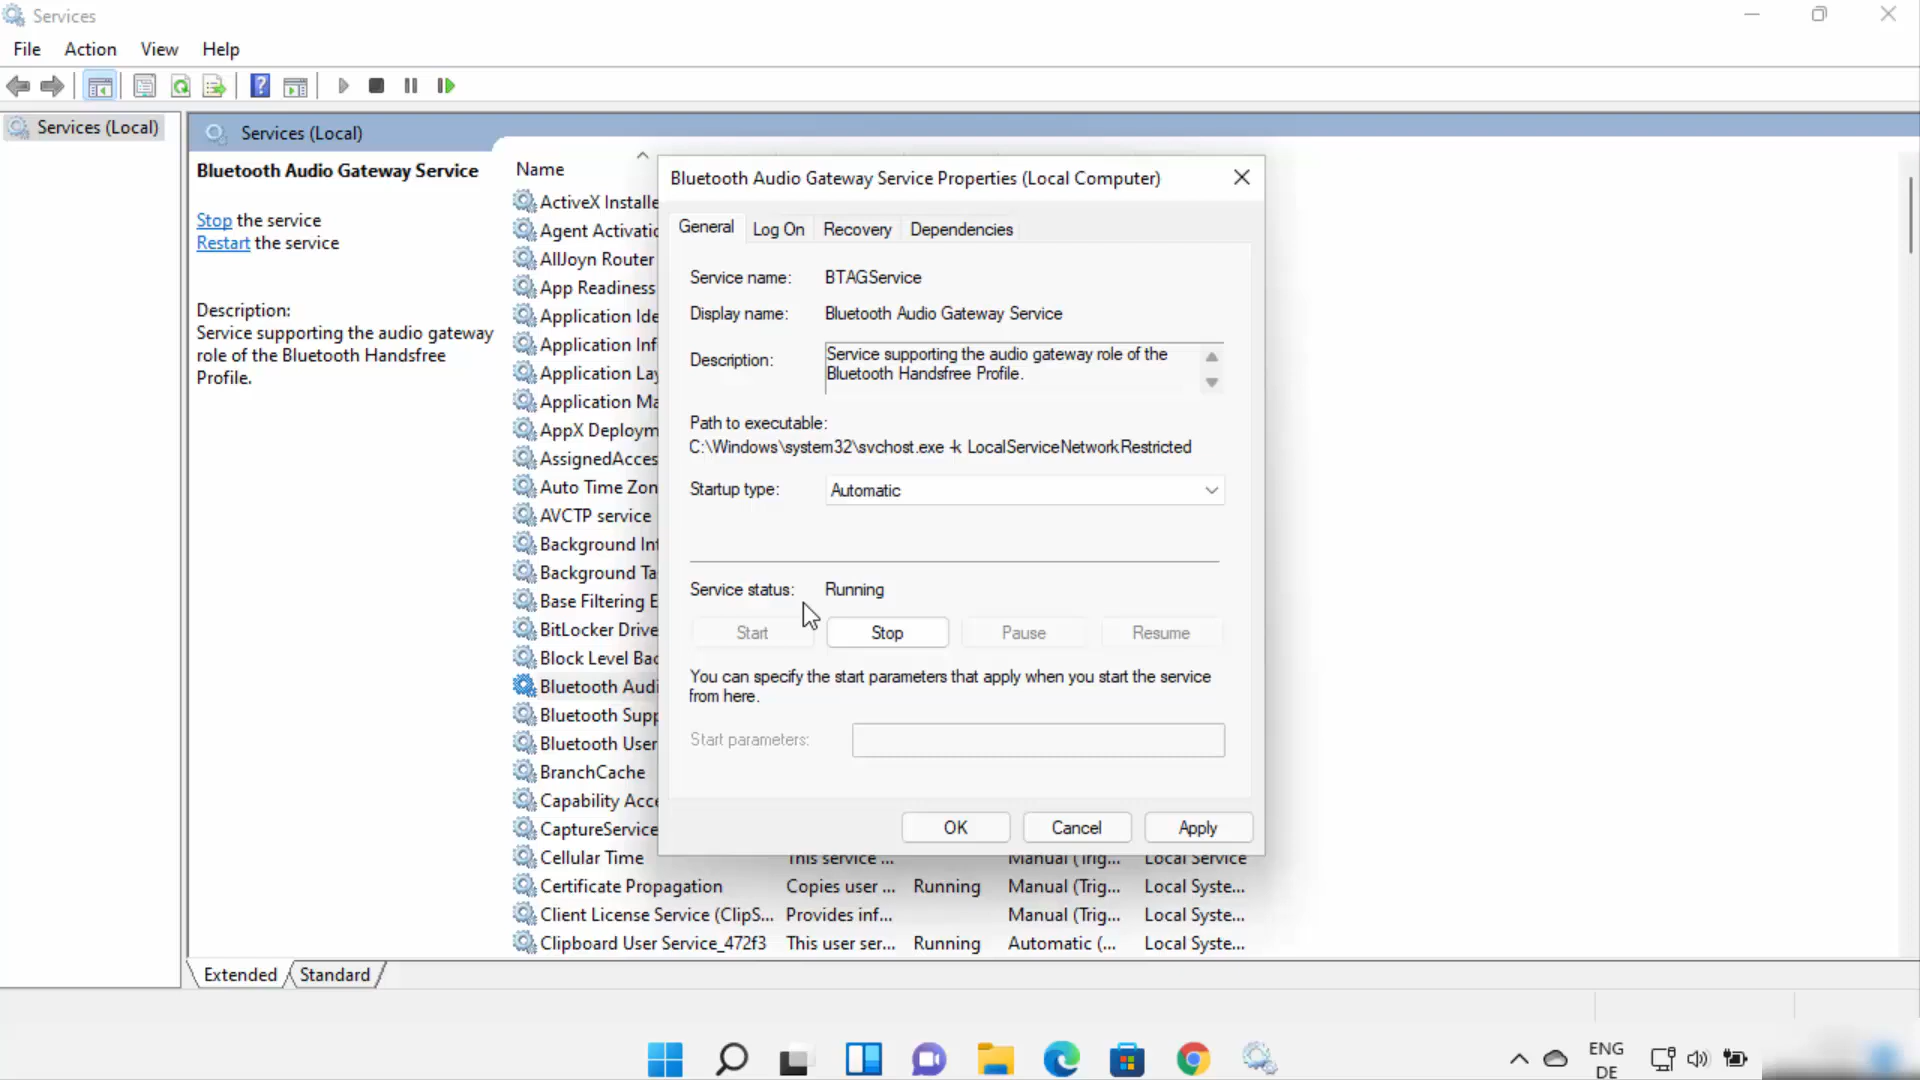 Services
File Action View Help
Services (Local)
Services (Local)
Bluetooth Audio Gateway Service
Stop the service
Restart the service
Description:
Service supporting the audio gateway
role of the Bluetooth Handsfree
Profile.
Name
ActiveX Installe
Agent Activatio
AllJoyn Router
App Readiness
Application Ide
Application Inf
Application Lay
Application Ma
AppX Deploym
AssignedAcces
Auto Time Zon
AVCTP service
Background Int
Background Ta
Base Filtering E
BitLocker Drive
Block Level Bac
Bluetooth Audi
Bluetooth Supp
Bluetooth User
BranchCache
Capability Acce
CaptureService
Cellular Time This service ... Manual (Trig... Local Service
Certificate Propagation Copies user ... Running Manual (Trig... Local Syste...
Client License Service (ClipS... Provides inf... Manual (Trig... Local Syste...
Clipboard User Service_472f3 This user ser... Running Automatic (... Local Syste...
Bluetooth Audio Gateway Service Properties (Local Computer)
General Log On Recovery Dependencies
Service name: BTAGService
Display name: Bluetooth Audio Gateway Service
Description: Service supporting the audio gateway role of the
Bluetooth Handsfree Profile.
Path to executable:
C:\Windows\system32\svchost.exe -k LocalServiceNetworkRestricted
Startup type: Automatic
Service status: Running
Start Stop Pause Resume
You can specify the start parameters that apply when you start the service
from here.
Start parameters:
OK Cancel Apply
Extended Standard
ENG
DE